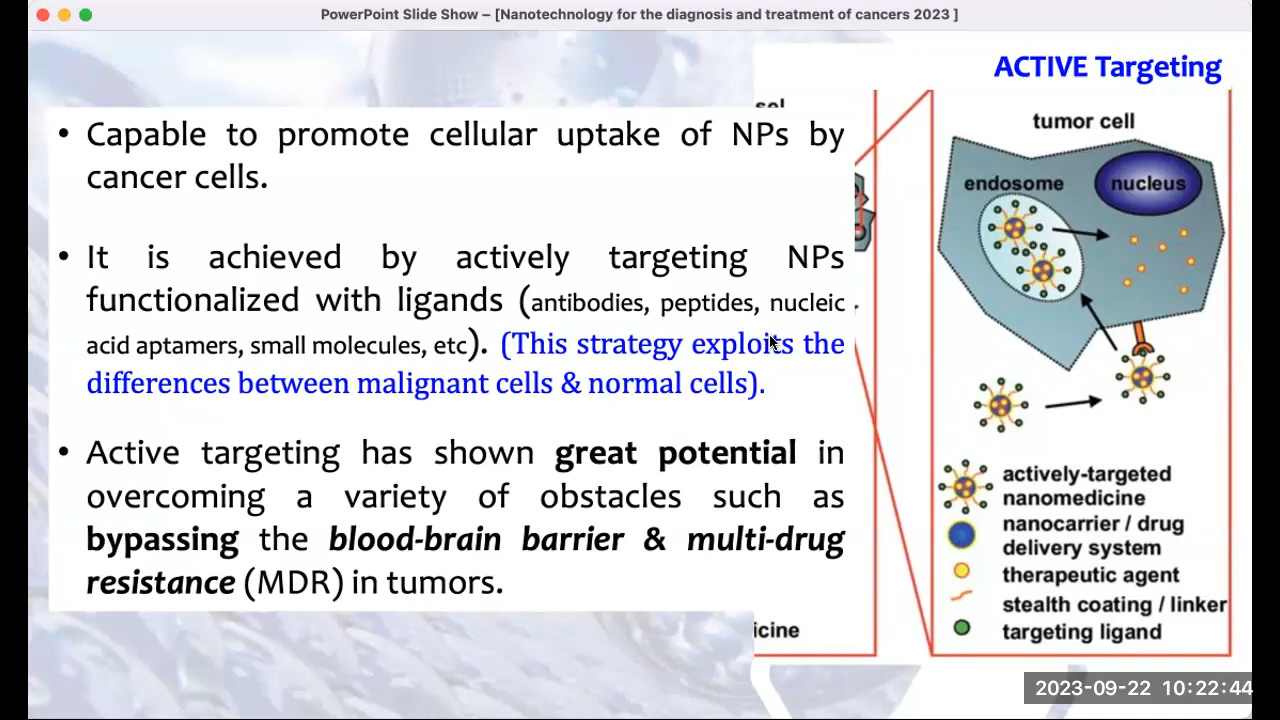 PowerPoint Slide Show – [Nanotechnology for the diagnosis and treatment of cancers 2023 ]
ACTIVE Targeting
• Capable to promote cellular uptake of NPs by
cancer cells.
• It is achieved by actively targeting NPs
functionalized with ligands (antibodies, peptides, nucleic
acid aptamers, small molecules, etc). (This strategy exploits the
differences between malignant cells & normal cells).
• Active targeting has shown great potential in
overcoming a variety of obstacles such as
bypassing the blood-brain barrier & multi-drug
resistance (MDR) in tumors.
icine
tumor cell
endosome
nucleus
actively-targeted
nanomedicine
nanocarrier / drug
delivery system
therapeutic agent
stealth coating / linker
targeting ligand
2023-09-22 10:22:44